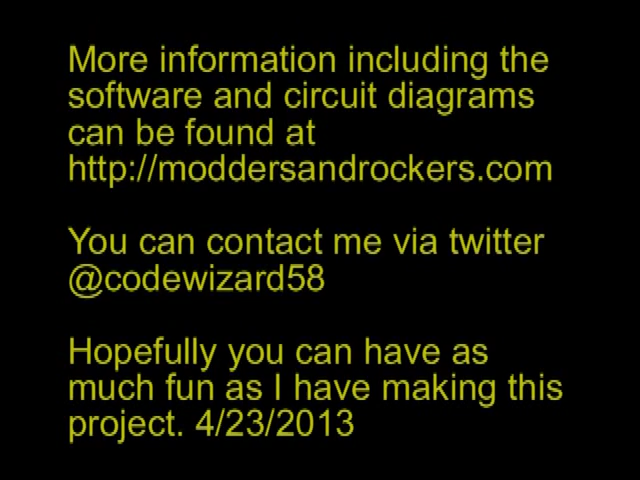 More information including the
software and circuit diagrams
can be found at
http://moddersandrockers.com
You can contact me via twitter
@codewizard58
Hopefully you can have as
much fun as I have making this
project. 4/23/2013